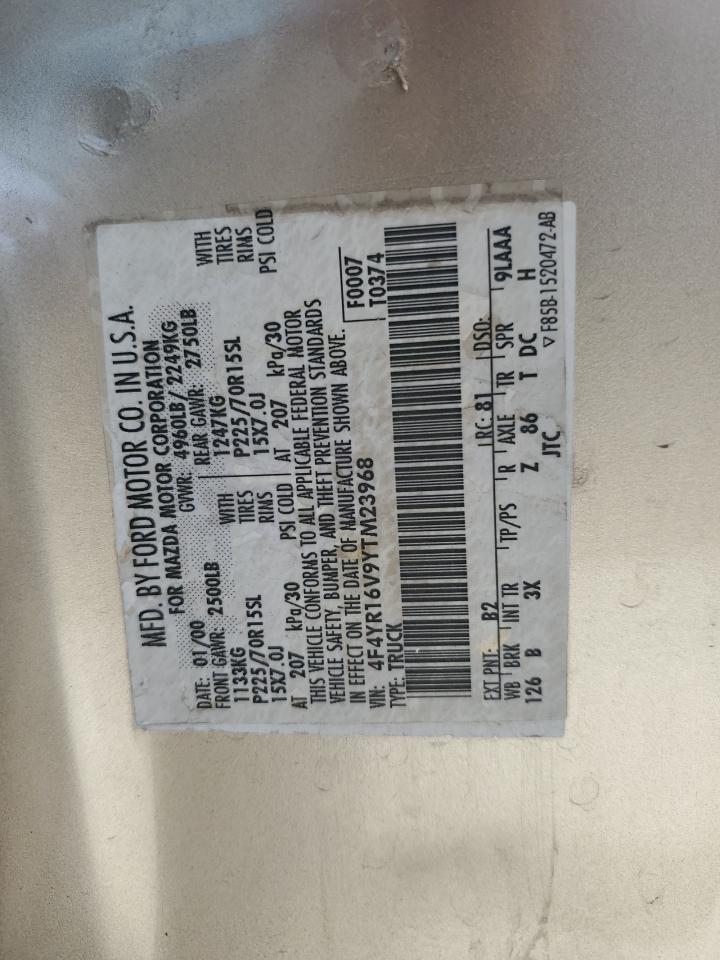 MFD. BY FORD MOTOR CO. IN U.S.A.
FOR MAZDA MOTOR CORPORATION
DATE: 01/00 GVWR: 4960LB/ 2249KG
FRONT GAWR: 2500LB REAR GAWR: 2750LB
1133KG WITH 1247KG WITH
P225/70R15SL TIRES P225/70R15SL TIRES
15X7.0J RIMS 15X7.0J RIMS
AT 207 kPa/30 PSI COLD AT 207 kPa/30 PSI COLD
THIS VEHICLE CONFORMS TO ALL APPLICABLE FEDERAL MOTOR
VEHICLE SAFETY, BUMPER, AND THEFT PREVENTION STANDARDS
IN EFFECT ON THE DATE OF MANUFACTURE SHOWN ABOVE.
VIN: 4F4YR16V9YTM23968 F0007
TYPE: TRUCK T0374
EXT PNT: B2 RC: 81 DSO:
WB BRK INT TR TP/PS R AXLE TR SPR 9LAAA
126 B 3X Z 86 T DC H
JTC
▽ F85B-1520472-AB